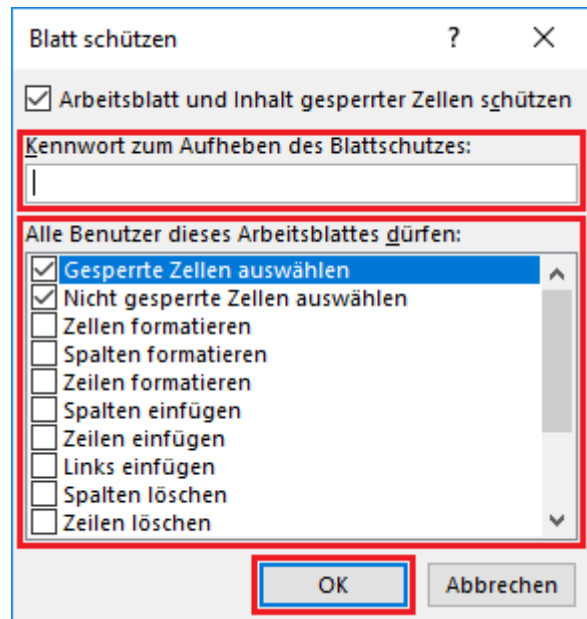 Blatt schützen ?
Arbeitsblatt und Inhalt gesperrter Zellen schützen
Kennwort zum Aufheben des Blattschutzes:
Alle Benutzer dieses Arbeitsblattes dürfen:
Gesperrte Zellen auswählen
Nicht gesperrte Zellen auswählen
Zellen formatieren
Spalten formatieren
Zeilen formatieren
Spalten einfügen
Zeilen einfügen
Links einfügen
Spalten löschen
Zeilen löschen
OK Abbrechen